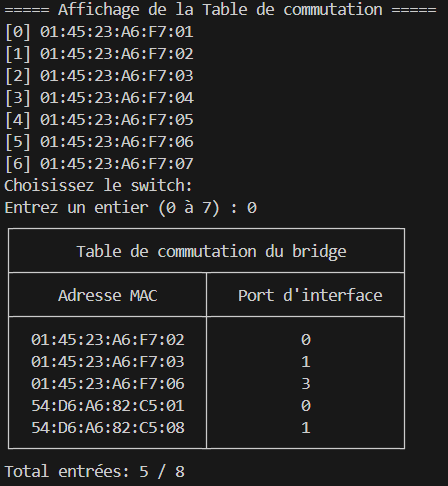 ===== Affichage de la Table de commutation =====
[0] 01:45:23:A6:F7:01
[1] 01:45:23:A6:F7:02
[2] 01:45:23:A6:F7:03
[3] 01:45:23:A6:F7:04
[4] 01:45:23:A6:F7:05
[5] 01:45:23:A6:F7:06
[6] 01:45:23:A6:F7:07
Choisissez le switch:
Entrez un entier (0 à 7) : 0
Table de commutation du bridge
Adresse MAC Port d'interface
01:45:23:A6:F7:02 0
01:45:23:A6:F7:03 1
01:45:23:A6:F7:06 3
54:D6:A6:82:C5:01 0
54:D6:A6:82:C5:08 1
Total entrées: 5 / 8